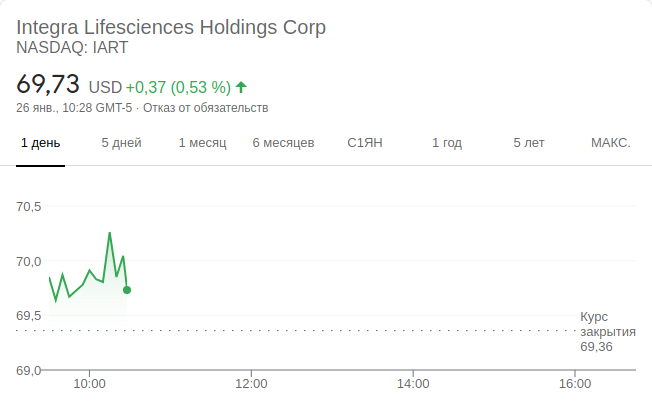 Integra Lifesciences Holdings Corp
NASDAQ: IART
69,73 USD +0,37 (0,53 %)
26 янв., 10:28 GMT-5 · Отказ от обязательств
1 день 5 дней 1 месяц 6 месяцев С1ЯН 1 год 5 лет МАКС.
70,5
70,0
69,5
Курс
закрытия
69,36
69,0
10:00 12:00 14:00 16:00